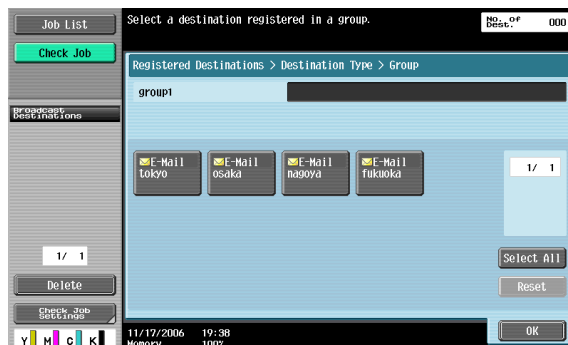 Job List
Check Job
Broadcast
Destinations
1/ 1
Delete
Check Job
Settings
Y M C K
Select a destination registered in a group.
No. of
Dest.
000
Registered Destinations > Destination Type > Group
group1
E-Mail
tokyo
E-Mail
osaka
E-Mail
nagoya
E-Mail
fukuoka
1/ 1
Select All
Reset
OK
11/17/2006 19:38
Memory 100%